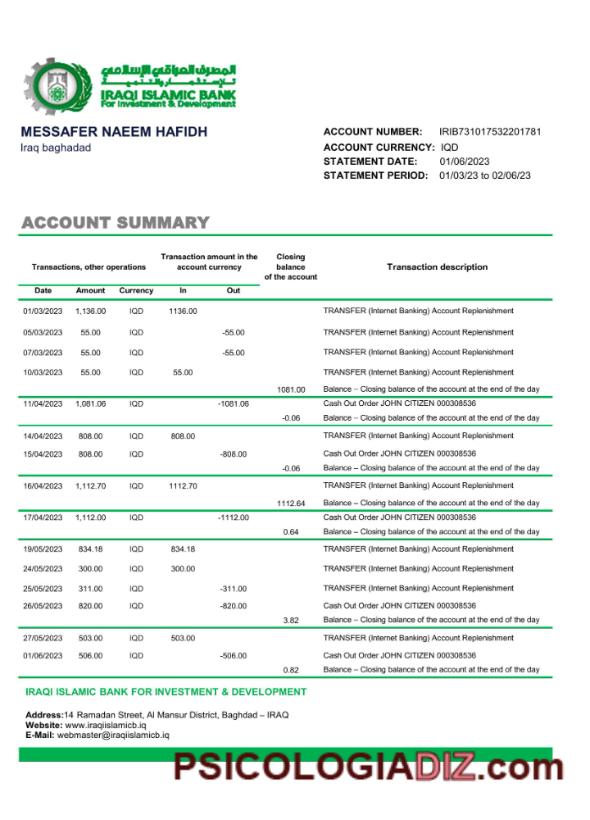 المصرف العراقي الإسلامي
للإستثمار والتنمية
IRAQI ISLAMIC BANK
For Investment & Development
MESSAFER NAEEM HAFIDH
Iraq baghadad
ACCOUNT NUMBER: IRIB731017532201781
ACCOUNT CURRENCY: IQD
STATEMENT DATE: 01/06/2023
STATEMENT PERIOD: 01/03/23 to 02/06/23
ACCOUNT SUMMARY
Transactions, other operations
Transaction amount in the
account currency
Closing
balance
of the account
Transaction description
Date Amount Currency In Out
01/03/2023 1,136.00 IQD 1136.00 TRANSFER (Internet Banking) Account Replenishment
05/03/2023 55.00 IQD -55.00 TRANSFER (Internet Banking) Account Replenishment
07/03/2023 55.00 IQD -55.00 TRANSFER (Internet Banking) Account Replenishment
10/03/2023 55.00 IQD 55.00 TRANSFER (Internet Banking) Account Replenishment
1081.00 Balance – Closing balance of the account at the end of the day
11/04/2023 1,081.06 IQD -1081.06 Cash Out Order JOHN CITIZEN 000308536
-0.06 Balance – Closing balance of the account at the end of the day
14/04/2023 808.00 IQD 808.00 TRANSFER (Internet Banking) Account Replenishment
15/04/2023 808.00 IQD -808.00 Cash Out Order JOHN CITIZEN 000308536
-0.06 Balance – Closing balance of the account at the end of the day
16/04/2023 1,112.70 IQD 1112.70 TRANSFER (Internet Banking) Account Replenishment
1112.64 Balance – Closing balance of the account at the end of the day
17/04/2023 1,112.00 IQD -1112.00 Cash Out Order JOHN CITIZEN 000308536
0.64 Balance – Closing balance of the account at the end of the day
19/05/2023 834.18 IQD 834.18 TRANSFER (Internet Banking) Account Replenishment
24/05/2023 300.00 IQD 300.00 TRANSFER (Internet Banking) Account Replenishment
25/05/2023 311.00 IQD -311.00 TRANSFER (Internet Banking) Account Replenishment
26/05/2023 820.00 IQD -820.00 Cash Out Order JOHN CITIZEN 000308536
3.82 Balance – Closing balance of the account at the end of the day
27/05/2023 503.00 IQD 503.00 TRANSFER (Internet Banking) Account Replenishment
01/06/2023 506.00 IQD -506.00 Cash Out Order JOHN CITIZEN 000308536
0.82 Balance – Closing balance of the account at the end of the day
IRAQI ISLAMIC BANK FOR INVESTMENT & DEVELOPMENT
Address:14 Ramadan Street, Al Mansur District, Baghdad – IRAQ
Website: www.iraqiislamicb.iq
E-Mail: webmaster@iraqiislamicb.iq
PSICOLOGIADIZ.com